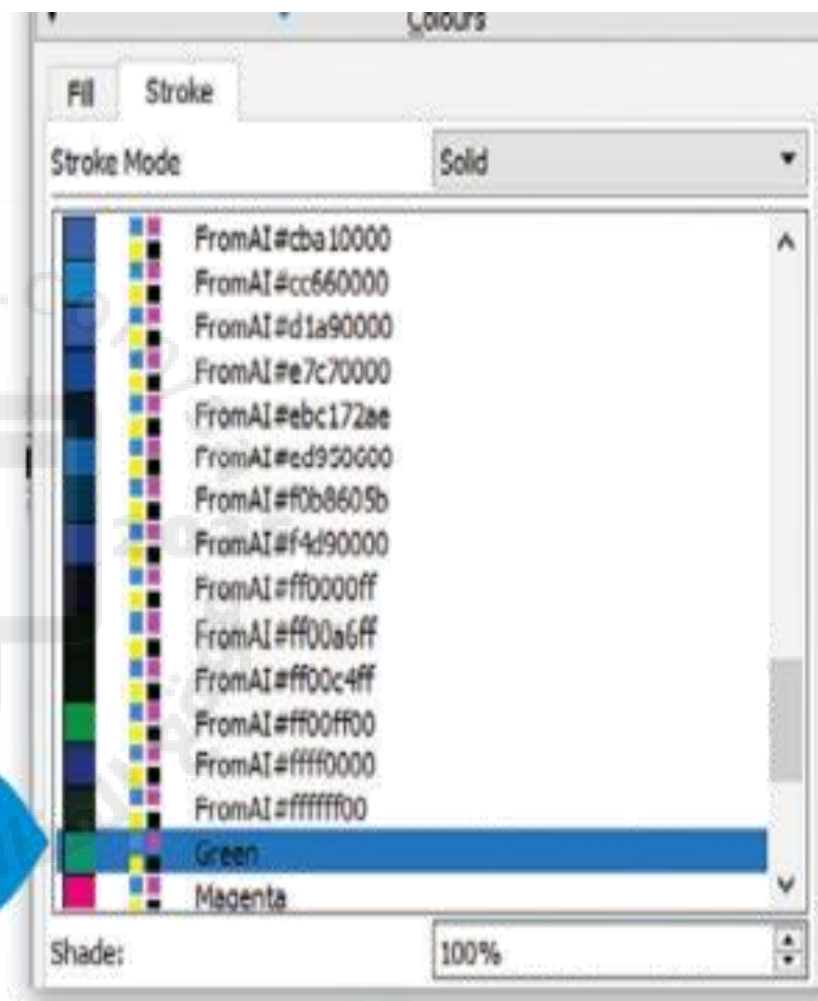 Colours
Fill Stroke
Stroke Mode Solid
FromAI#cba10000
FromAI#cc660000
FromAI#d1a90000
FromAI#e7c70000
FromAI#ebc172ae
FromAI#ed950600
FromAI#f0b8605b
FromAI#f4d90000
FromAI#ff0000ff
FromAI#ff00a6ff
FromAI#ff00c4ff
FromAI#ff00ff00
FromAI#ffff0000
FromAI#ffffff00
Green
Magenta
Shade: 100%